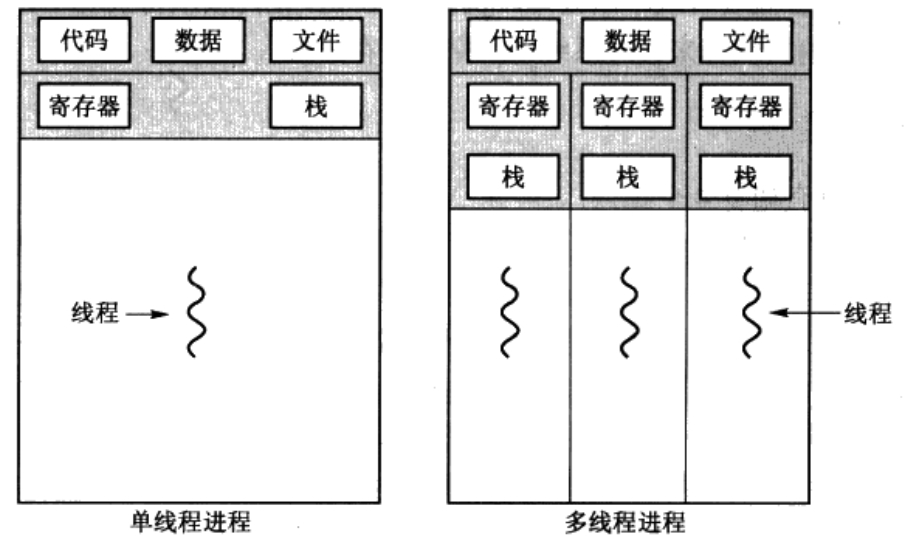 代码 数据 文件
寄存器 栈
线程
单线程进程
代码 数据 文件
寄存器 寄存器 寄存器
栈 栈 栈
线程
多线程进程